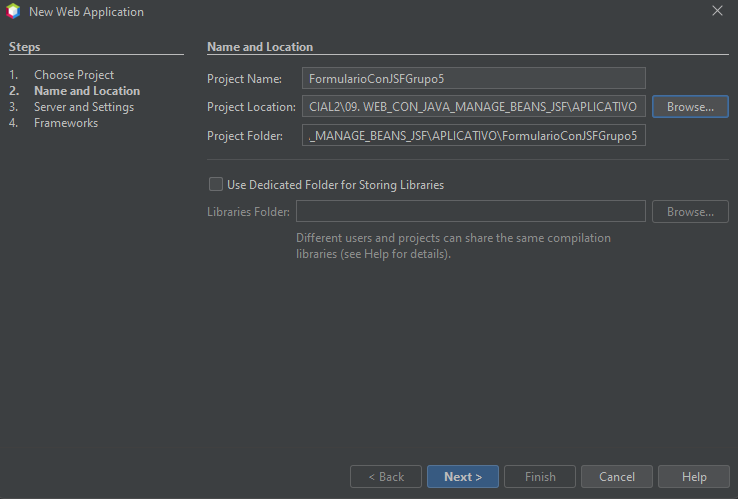 New Web Application
Steps
1. Choose Project
2. Name and Location
3. Server and Settings
4. Frameworks
Name and Location
Project Name: FormularioConJSFGrupo5
Project Location: CIAL2\09. WEB_CON_JAVA_MANAGE_BEANS_JSF\APLICATIVO Browse...
Project Folder: ._MANAGE_BEANS_JSF\APLICATIVO\FormularioConJSFGrupo5
Use Dedicated Folder for Storing Libraries
Libraries Folder: Browse...
Different users and projects can share the same compilation
libraries (see Help for details).
< Back Next > Finish Cancel Help